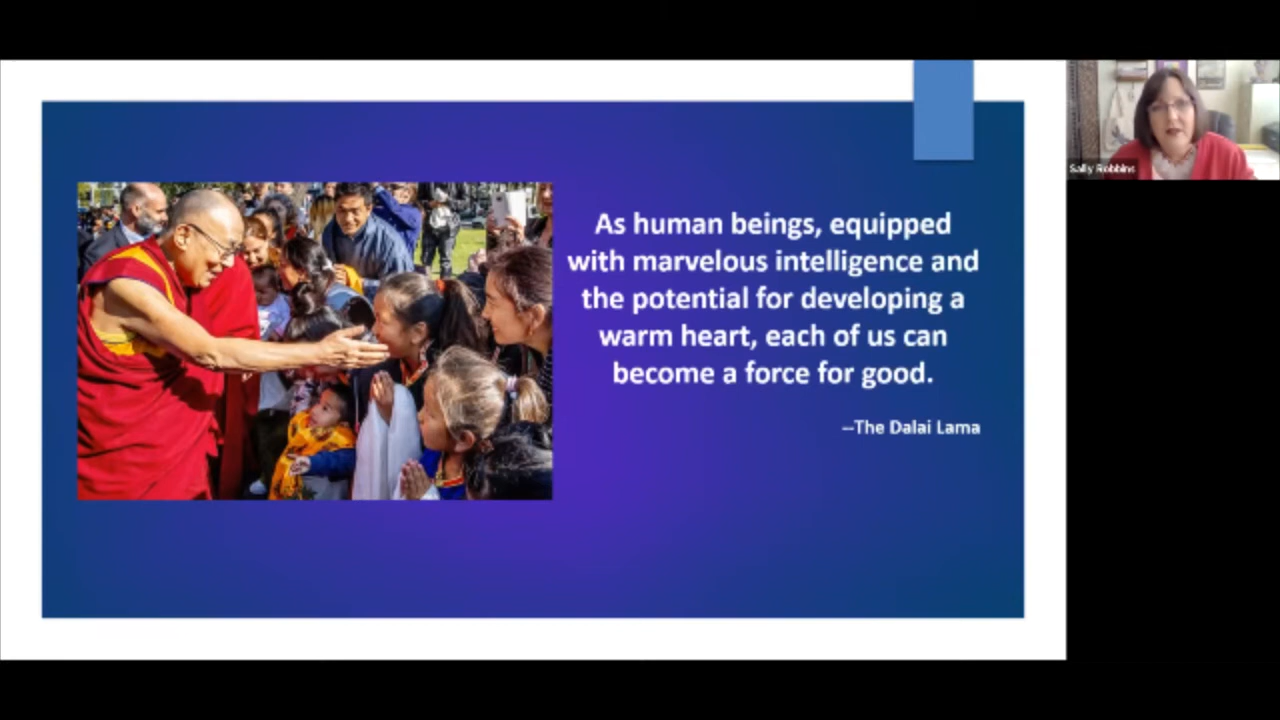 As human beings, equipped
with marvelous intelligence and
the potential for developing a
warm heart, each of us can
become a force for good.
--The Dalai Lama
Sally Robbins